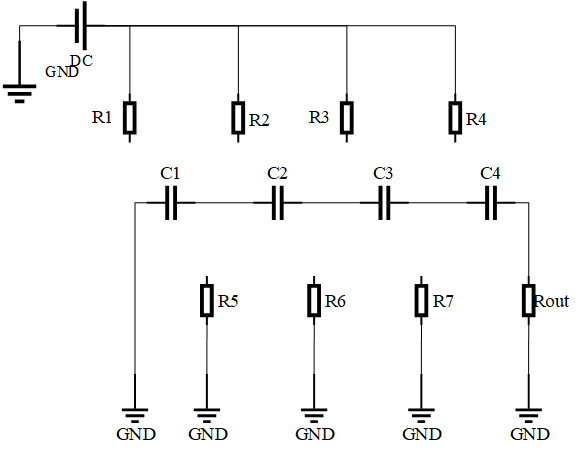 DC
GND
R1
R2
R3
R4
C1
C2
C3
C4
R5
R6
R7
Rout
GND
GND
GND
GND
GND